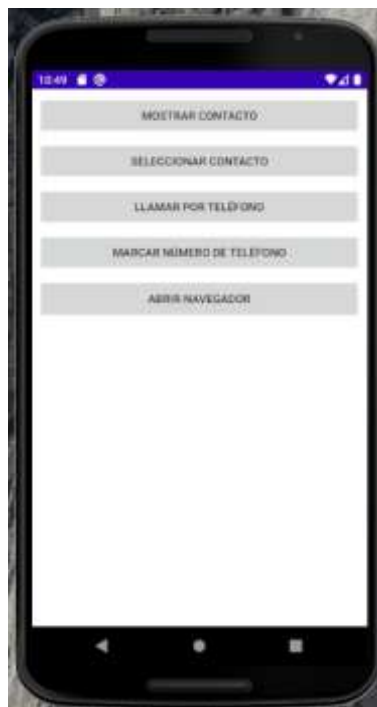 10:49
MOSTRAR CONTACTO
SELECCIONAR CONTACTO
LLAMAR POR TELÉFONO
MARCAR NÚMERO DE TELÉFONO
ABRIR NAVEGADOR